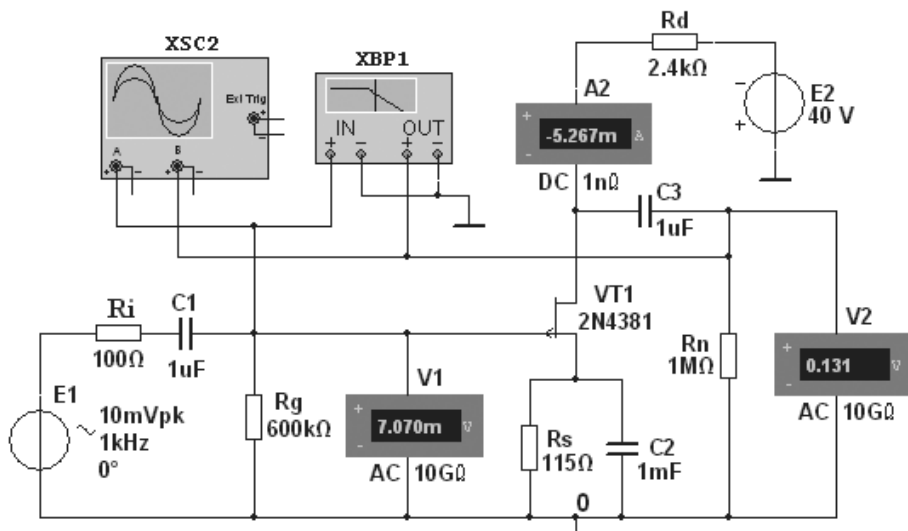 XSC2
XBP1
Rd
2.4kΩ
A2
E2
40 V
Ext Trig
+
-
A
B
+
-
+
-
IN
OUT
+
-
+
-
+
-
-5.267m
A
DC
1nΩ
-
+
C3
1uF
VT1
2N4381
Ri
100Ω
C1
1uF
V1
V2
Rn
1MΩ
E1
10mVpk
1kHz
0°
Rg
600kΩ
+
-
7.070m
V
AC
10GΩ
Rs
115Ω
C2
1mF
+
-
0.131
V
AC
10GΩ
0